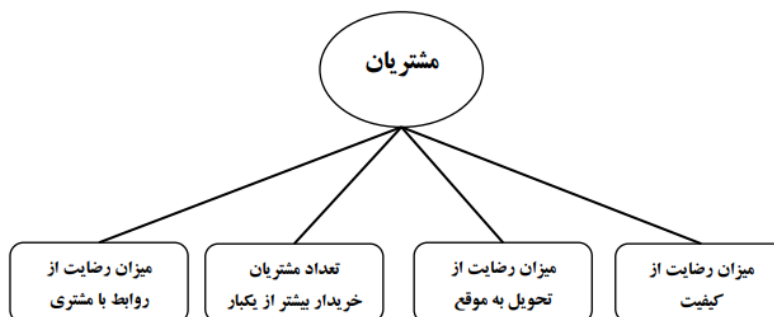 مشتریان
میزان رضایت از
کیفیت
میزان رضایت از
تحویل به موقع
تعداد مشتریان
خریدار بیشتر از یکبار
میزان رضایت از
روابط با مشتری